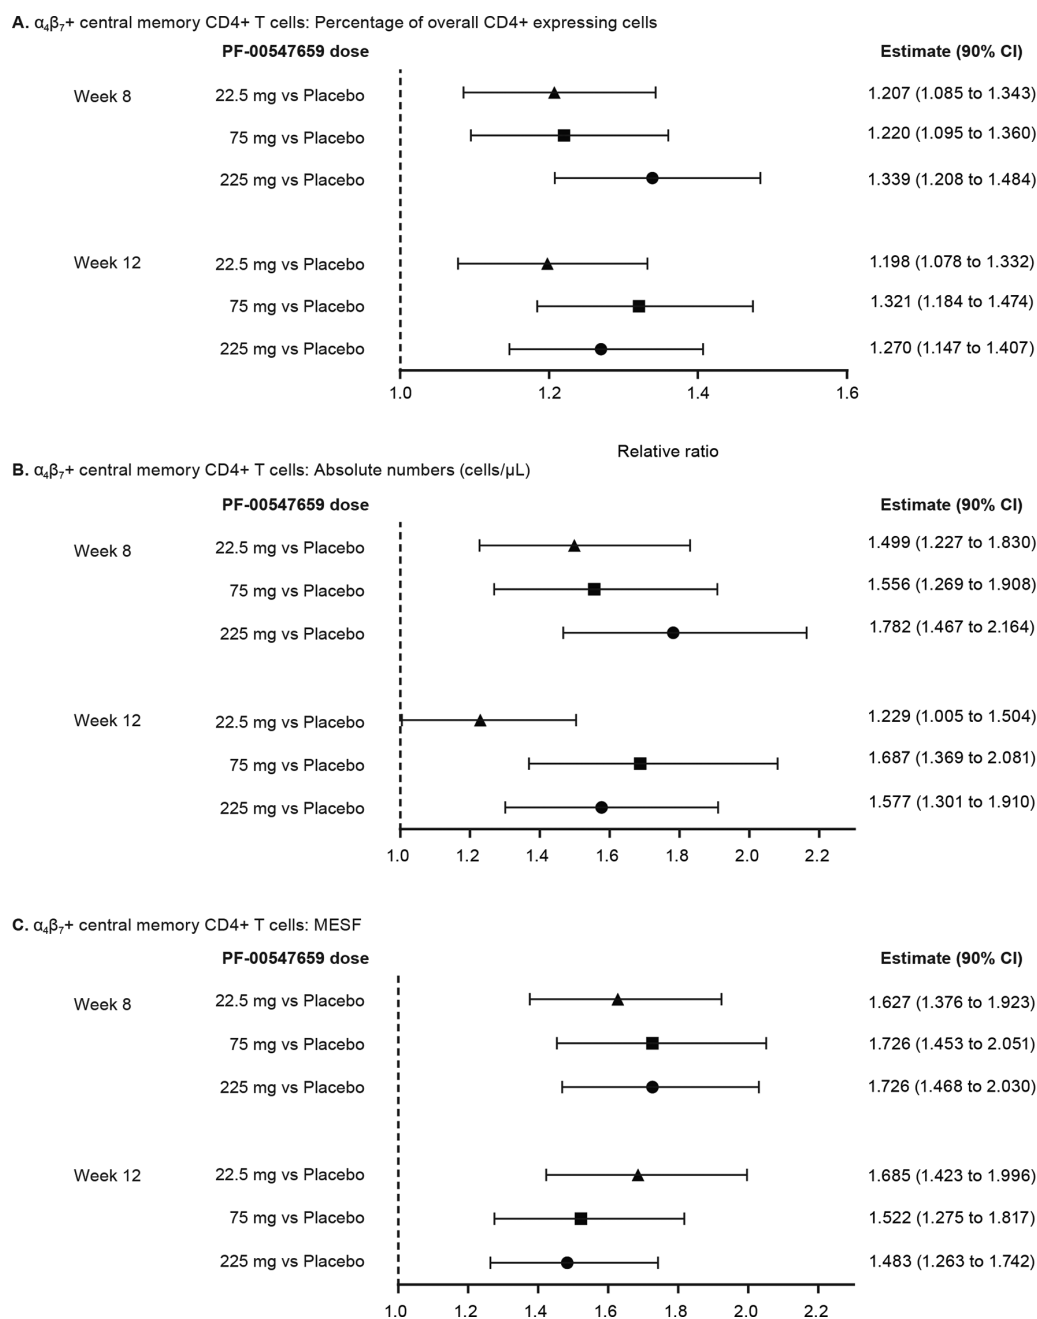 A. α₄β₇+ central memory CD4+ T cells: Percentage of overall CD4+ expressing cells
PF-00547659 dose Estimate (90% CI)
Week 8 22.5 mg vs Placebo 1.207 (1.085 to 1.343)
75 mg vs Placebo 1.220 (1.095 to 1.360)
225 mg vs Placebo 1.339 (1.208 to 1.484)
Week 12 22.5 mg vs Placebo 1.198 (1.078 to 1.332)
75 mg vs Placebo 1.321 (1.184 to 1.474)
225 mg vs Placebo 1.270 (1.147 to 1.407)
1.0 1.2 1.4 1.6
Relative ratio
B. α₄β₇+ central memory CD4+ T cells: Absolute numbers (cells/µL)
PF-00547659 dose Estimate (90% CI)
Week 8 22.5 mg vs Placebo 1.499 (1.227 to 1.830)
75 mg vs Placebo 1.556 (1.269 to 1.908)
225 mg vs Placebo 1.782 (1.467 to 2.164)
Week 12 22.5 mg vs Placebo 1.229 (1.005 to 1.504)
75 mg vs Placebo 1.687 (1.369 to 2.081)
225 mg vs Placebo 1.577 (1.301 to 1.910)
1.0 1.2 1.4 1.6 1.8 2.0 2.2
C. α₄β₇+ central memory CD4+ T cells: MESF
PF-00547659 dose Estimate (90% CI)
Week 8 22.5 mg vs Placebo 1.627 (1.376 to 1.923)
75 mg vs Placebo 1.726 (1.453 to 2.051)
225 mg vs Placebo 1.726 (1.468 to 2.030)
Week 12 22.5 mg vs Placebo 1.685 (1.423 to 1.996)
75 mg vs Placebo 1.522 (1.275 to 1.817)
225 mg vs Placebo 1.483 (1.263 to 1.742)
1.0 1.2 1.4 1.6 1.8 2.0 2.2